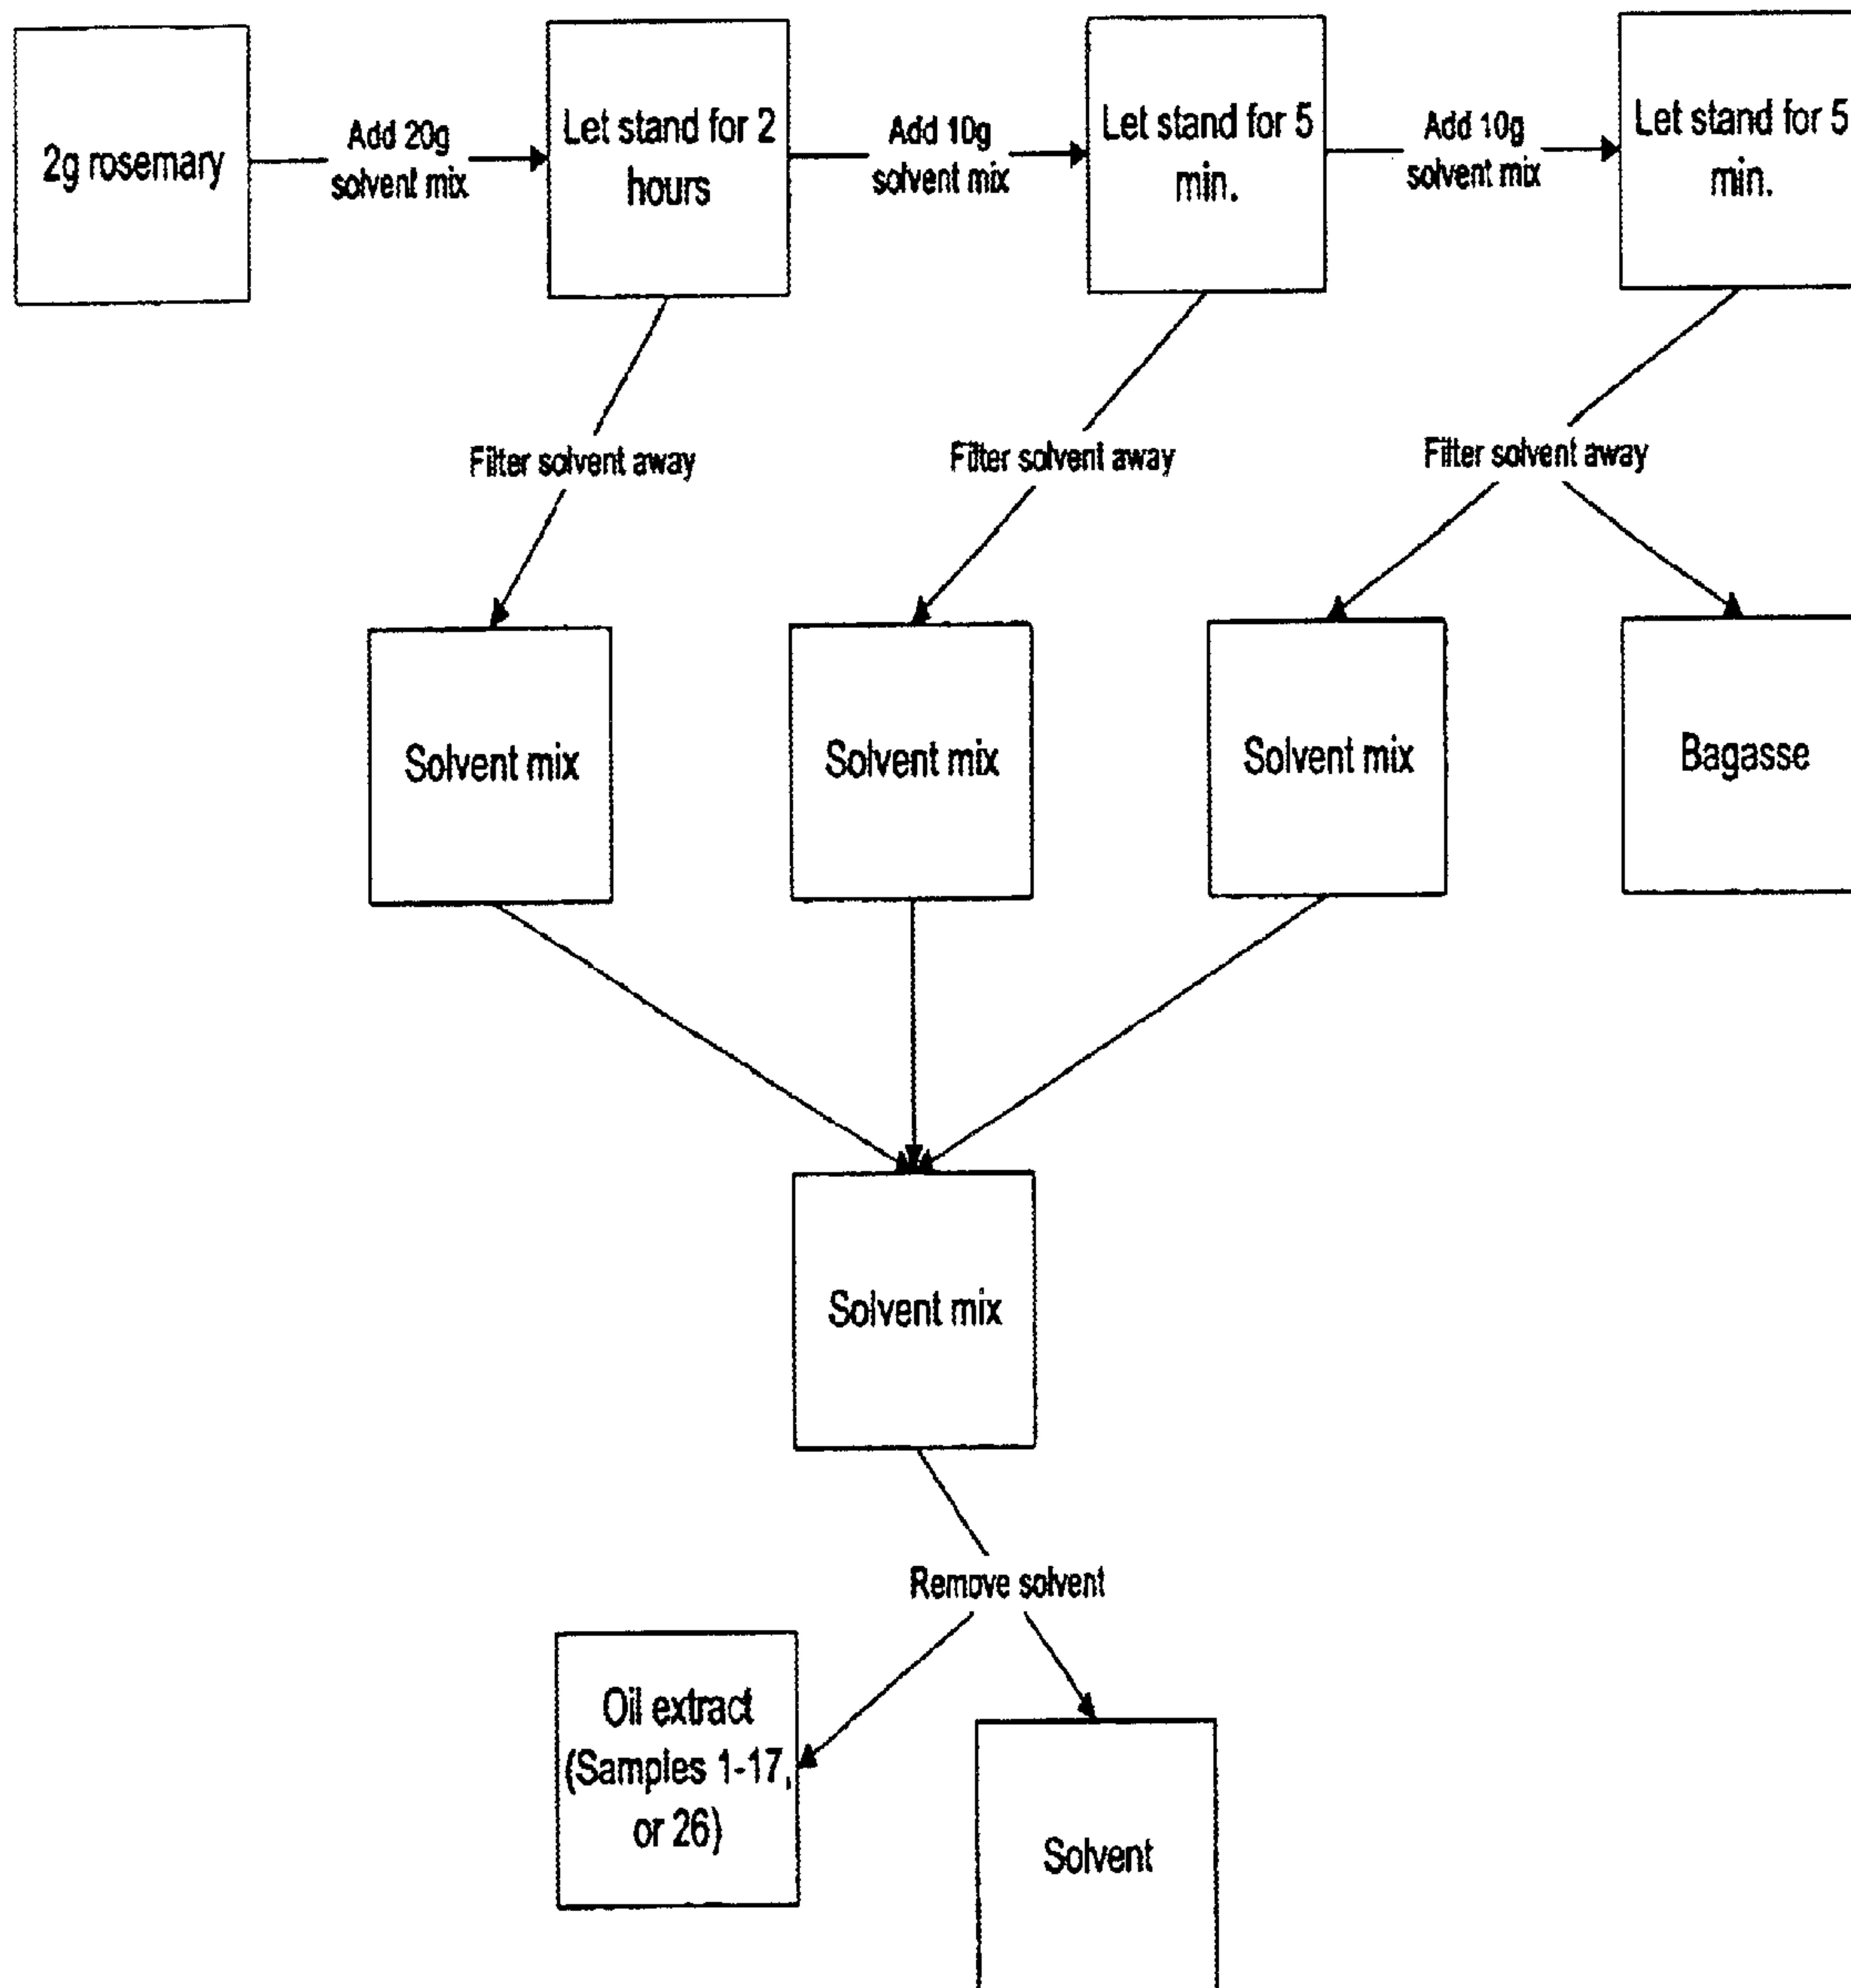 2g rosemary
Add 20g
solvent mix
Let stand for 2
hours
Add 10g
solvent mix
Let stand for 5
min.
Add 10g
solvent mix
Let stand for 5
min.
Filter solvent away
Filter solvent away
Filter solvent away
Solvent mix
Solvent mix
Solvent mix
Bagasse
Solvent mix
Remove solvent
Oil extract
(Samples 1-17,
or 26)
Solvent